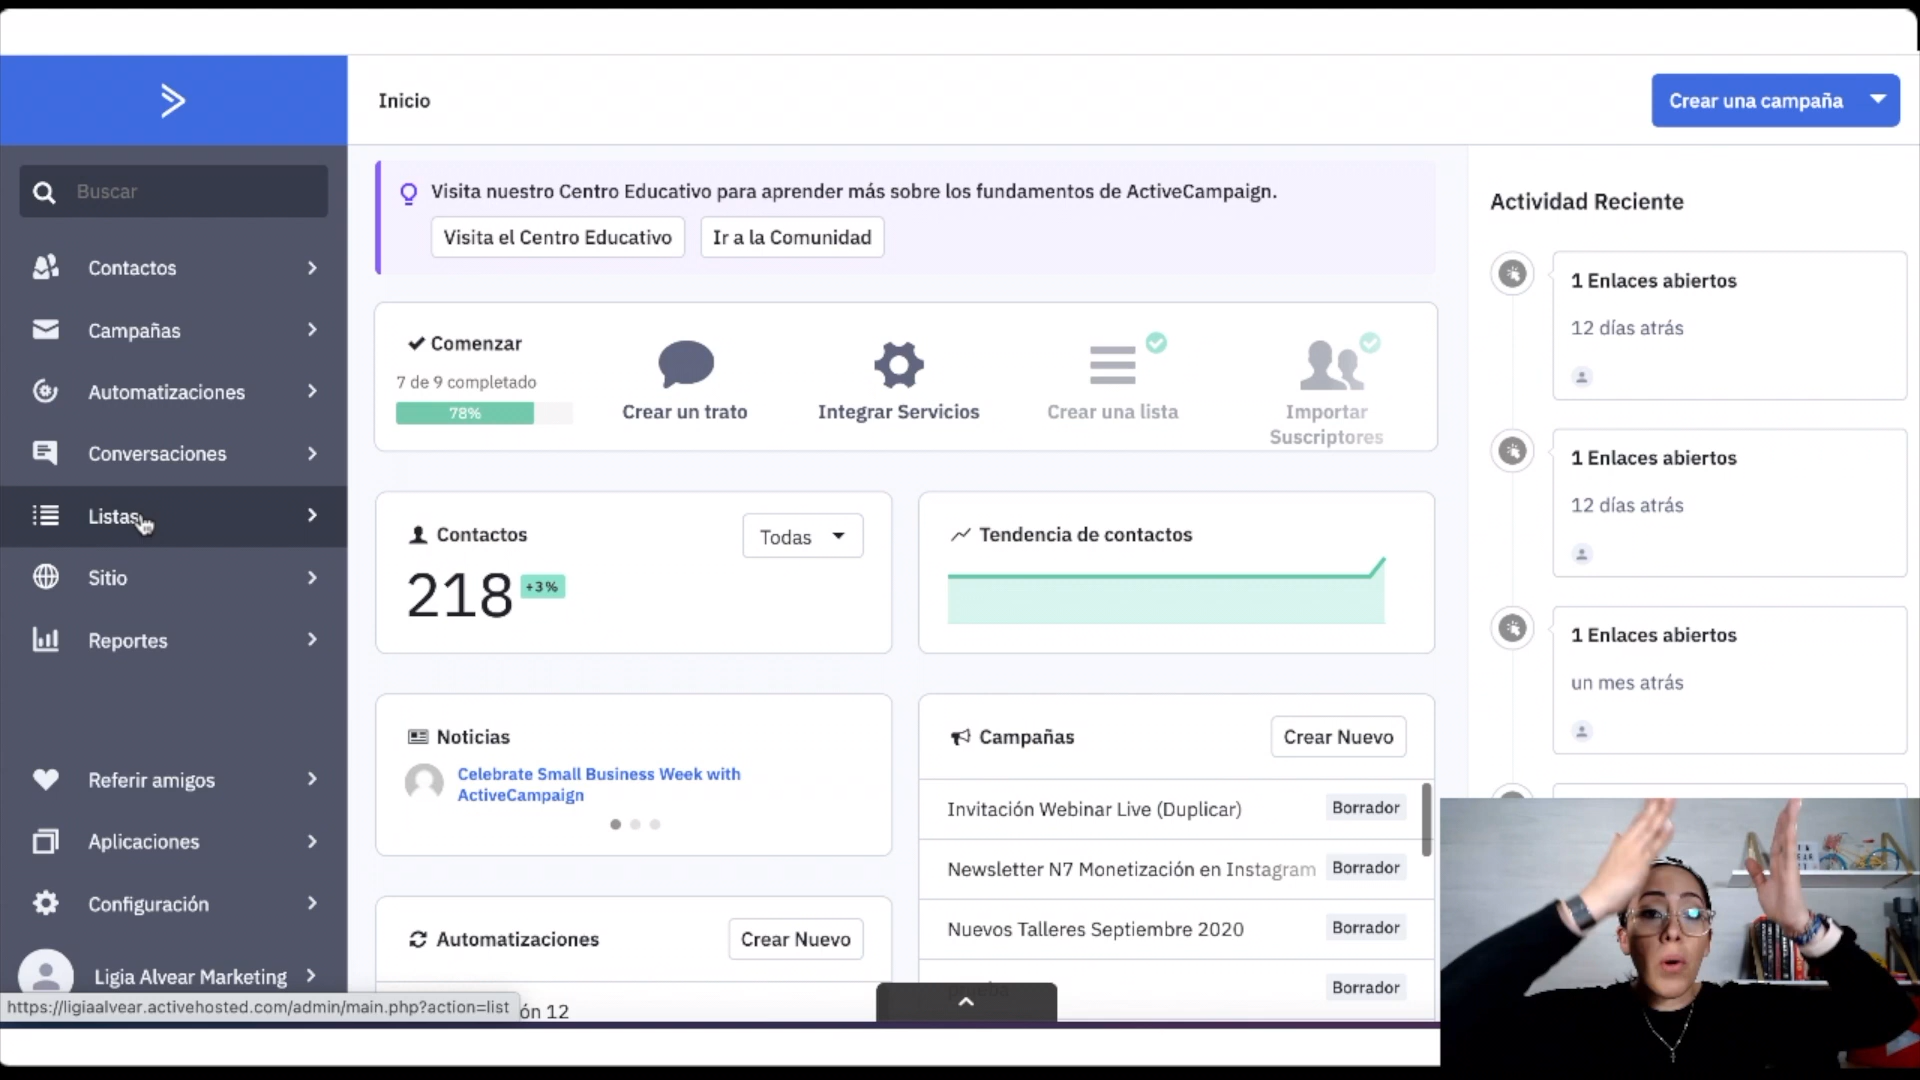 Inicio
Crear una campaña
Buscar
Contactos
Campañas
Automatizaciones
Conversaciones
Listas
Sitio
Reportes
Referir amigos
Aplicaciones
Configuración
Ligia Alvear Marketing
https://ligiaalvear.activehosted.com/admin/main.php?action=list
Visita nuestro Centro Educativo para aprender más sobre los fundamentos de ActiveCampaign.
Visita el Centro Educativo
Ir a la Comunidad
Comenzar
7 de 9 completado
78%
Crear un trato
Integrar Servicios
Crear una lista
Importar
Suscriptores
Contactos
Todas
218
+3%
Tendencia de contactos
Noticias
Celebrate Small Business Week with
ActiveCampaign
Campañas
Crear Nuevo
Invitación Webinar Live (Duplicar)
Borrador
Newsletter N7 Monetización en Instagram
Borrador
Nuevos Talleres Septiembre 2020
Borrador
Borrador
Automatizaciones
Crear Nuevo
ón 12
Actividad Reciente
1 Enlaces abiertos
12 días atrás
1 Enlaces abiertos
12 días atrás
1 Enlaces abiertos
un mes atrás